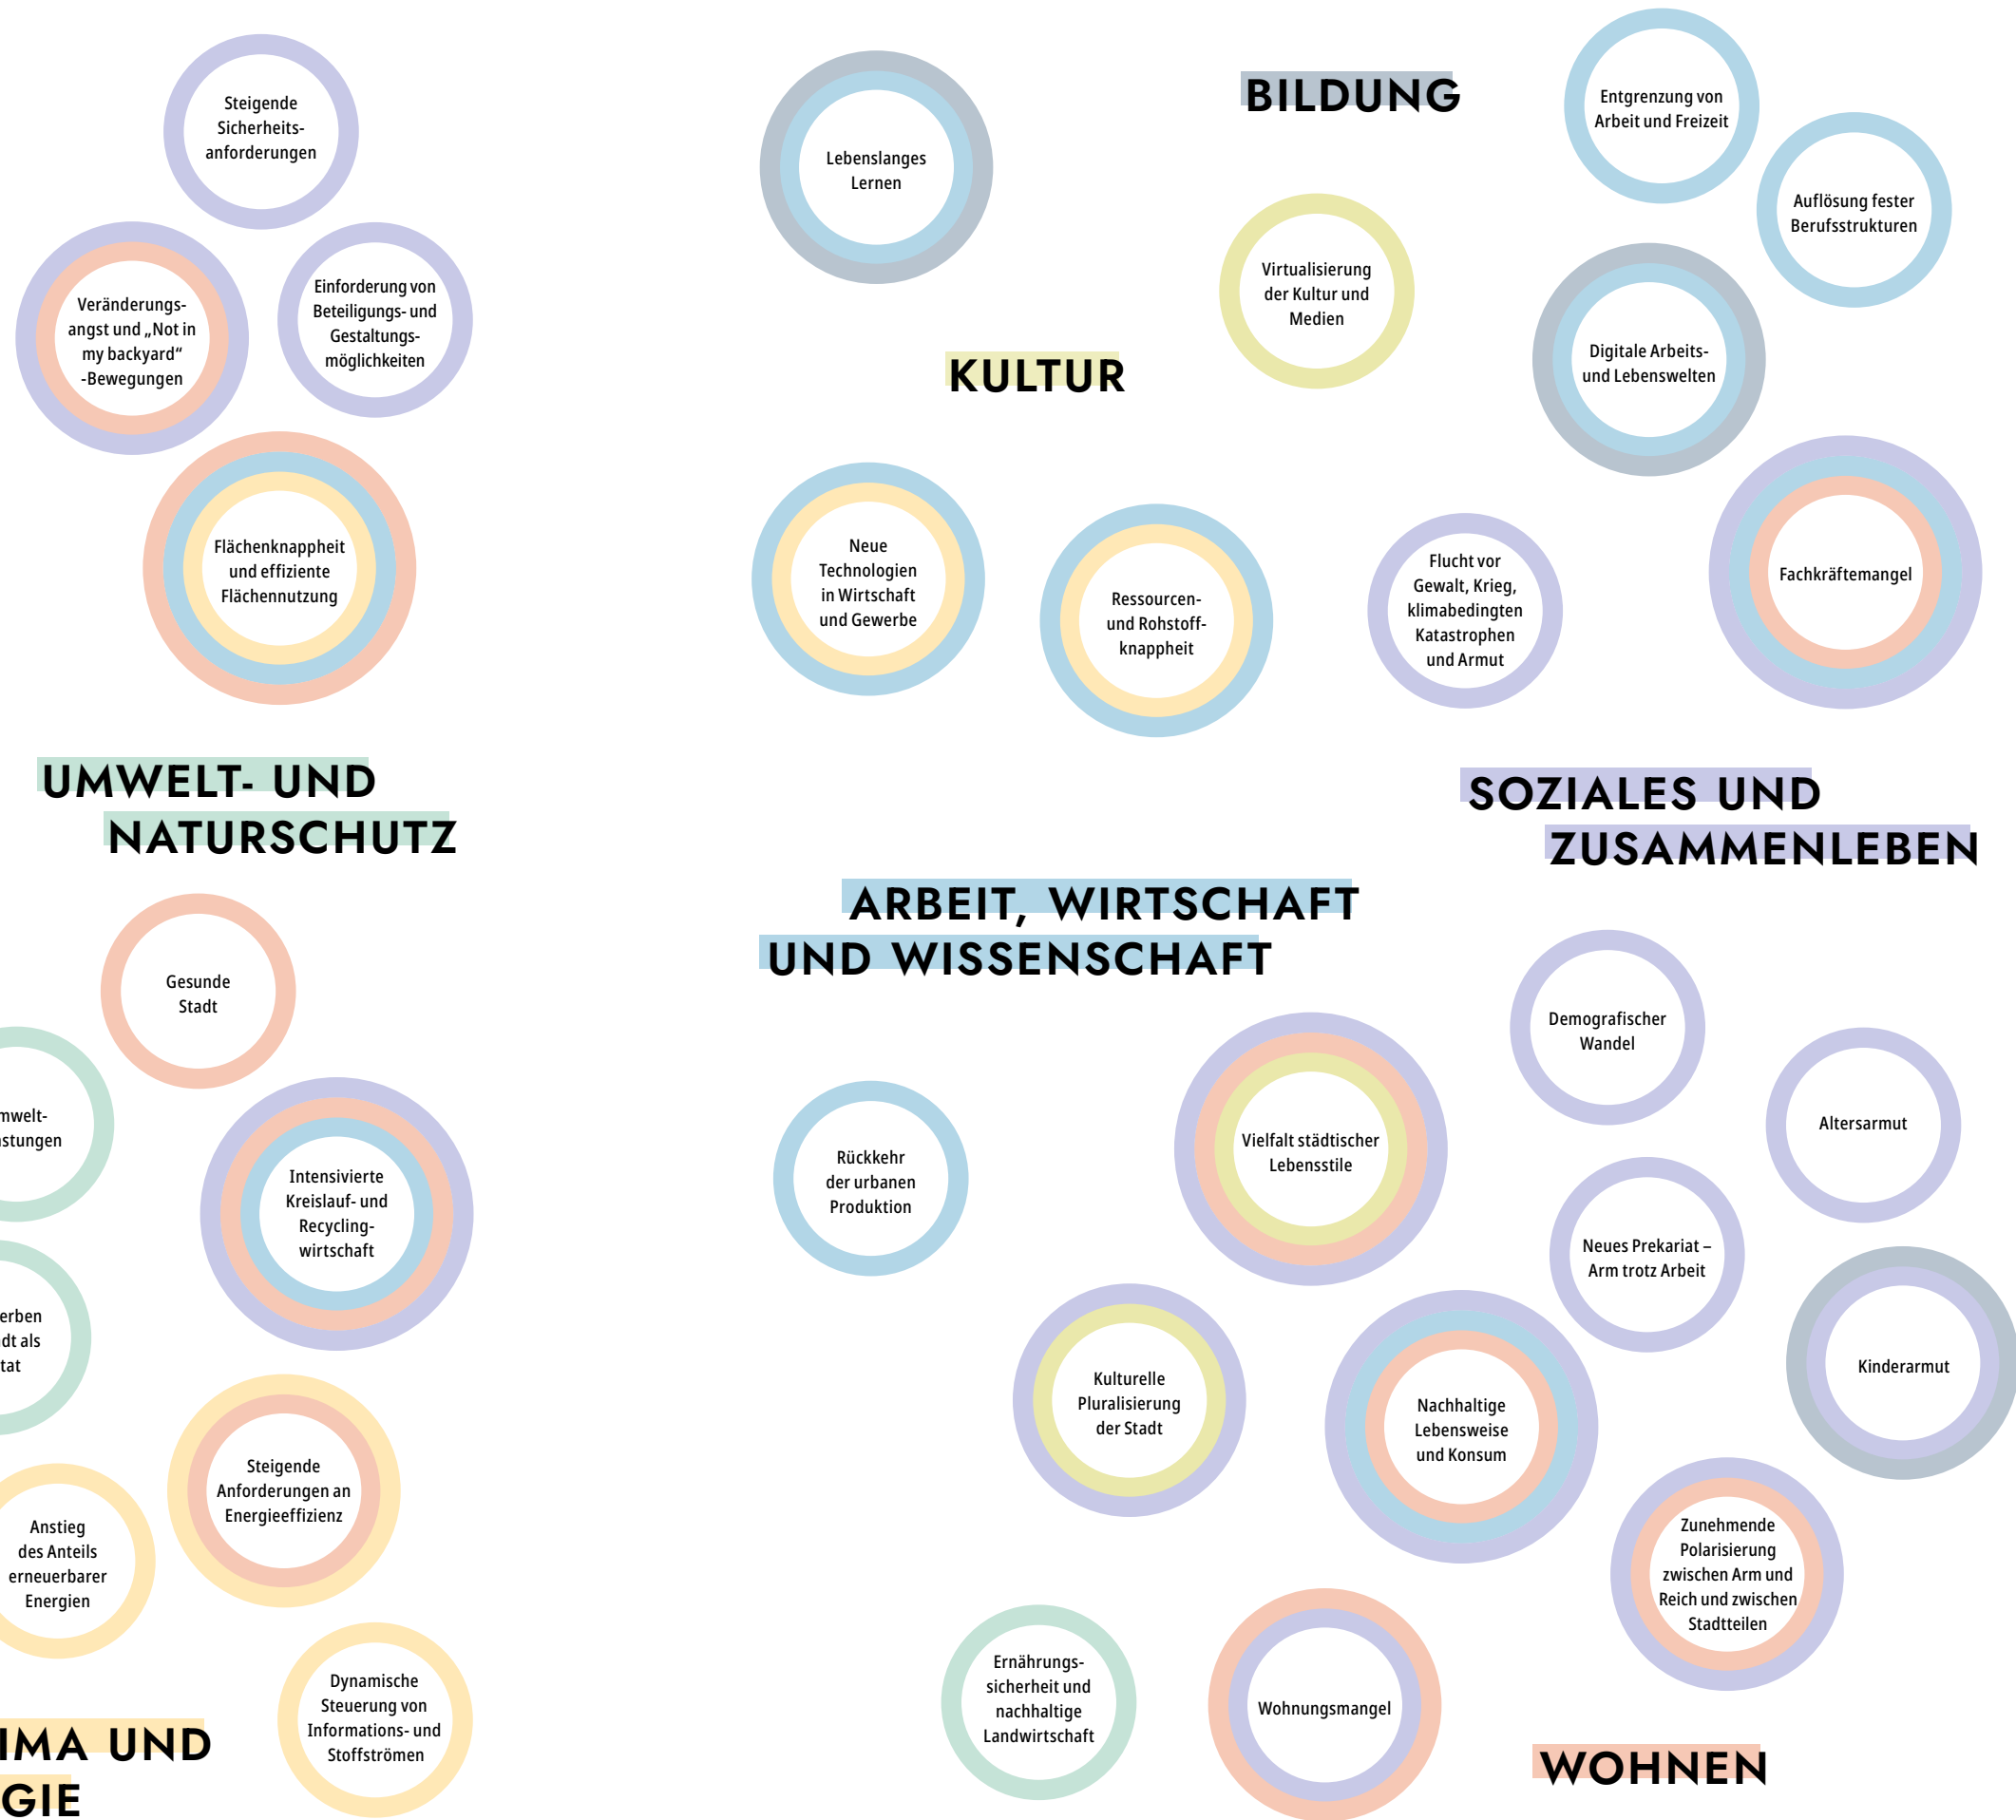 Steigende
Sicherheits-
anforderungen
Veränderungs-
angst und „Not in
my backyard“
-Bewegungen
Einforderung von
Beteiligungs- und
Gestaltungs-
möglichkeiten
Flächenknappheit
und effiziente
Flächennutzung
UMWELT- UND
NATURSCHUTZ
Gesunde
Stadt
Intensivierte
Kreislauf- und
Recycling-
wirtschaft
Steigende
Anforderungen an
Energieeffizienz
Anstieg
des Anteils
erneuerbarer
Energien
Dynamische
Steuerung von
Informations- und
Stoffströmen
UND
Lebenslanges
Lernen
BILDUNG
Entgrenzung von
Arbeit und Freizeit
Auflösung fester
Berufsstrukturen
Virtualisierung
der Kultur und
Medien
KULTUR
Digitale Arbeits-
und Lebenswelten
Neue
Technologien
in Wirtschaft
und Gewerbe
Ressourcen-
und Rohstoff-
knappheit
Flucht vor
Gewalt, Krieg,
klimabedingten
Katastrophen
und Armut
Fachkräftemangel
SOZIALES UND
ZUSAMMENLEBEN
ARBEIT, WIRTSCHAFT
UND WISSENSCHAFT
Demografischer
Wandel
Altersarmut
Vielfalt städtischer
Lebensstile
Rückkehr
der urbanen
Produktion
Neues Prekariat –
Arm trotz Arbeit
Kinderarmut
Kulturelle
Pluralisierung
der Stadt
Nachhaltige
Lebensweise
und Konsum
Zunehmende
Polarisierung
zwischen Arm und
Reich und zwischen
Stadtteilen
Ernährungs-
sicherheit und
nachhaltige
Landwirtschaft
Wohnungsmangel
WOHNEN